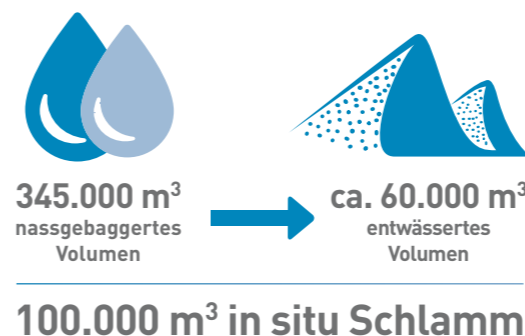 345.000 m³
nassgebaggertes
Volumen
ca. 60.000 m³
entwässertes
Volumen
100.000 m³ in situ Schlamm